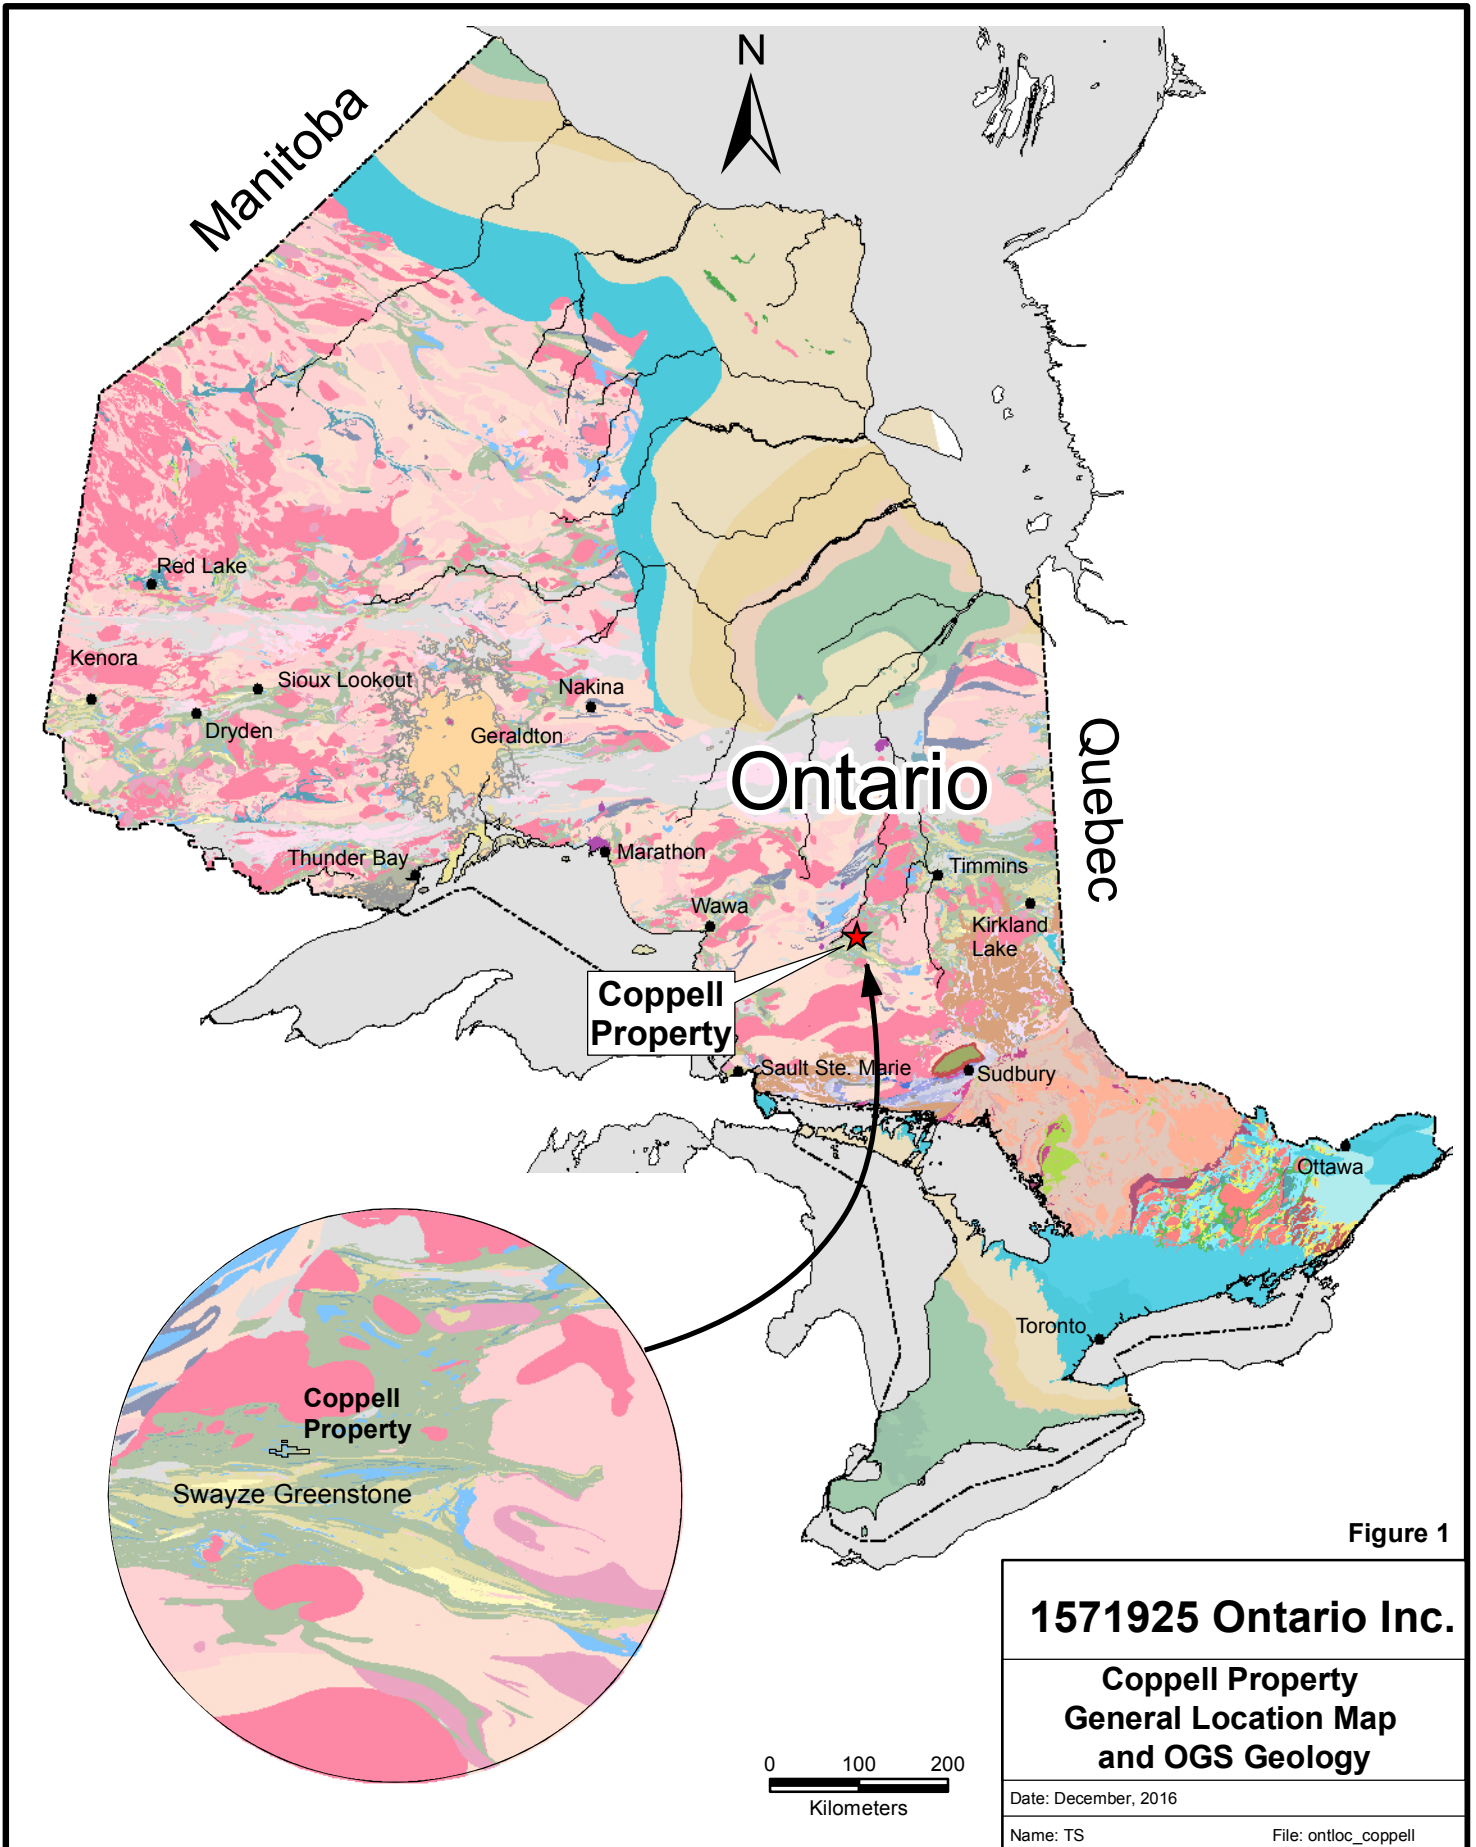 N
Manitoba
Red Lake
Kenora
Sioux Lookout
Nakina
Dryden
Geraldton
Quebec
Ontario
Thunder Bay
Marathon
Timmins
Wawa
Kirkland
Lake
Coppell
Property
Sault Ste. Marie
Sudbury
Ottawa
Toronto
Coppell
Property
Swayze Greenstone
Figure 1
1571925 Ontario Inc.
Coppell Property
General Location Map
and OGS Geology
0 100 200
Kilometers
Date: December, 2016
Name: TS File: ontloc_coppell